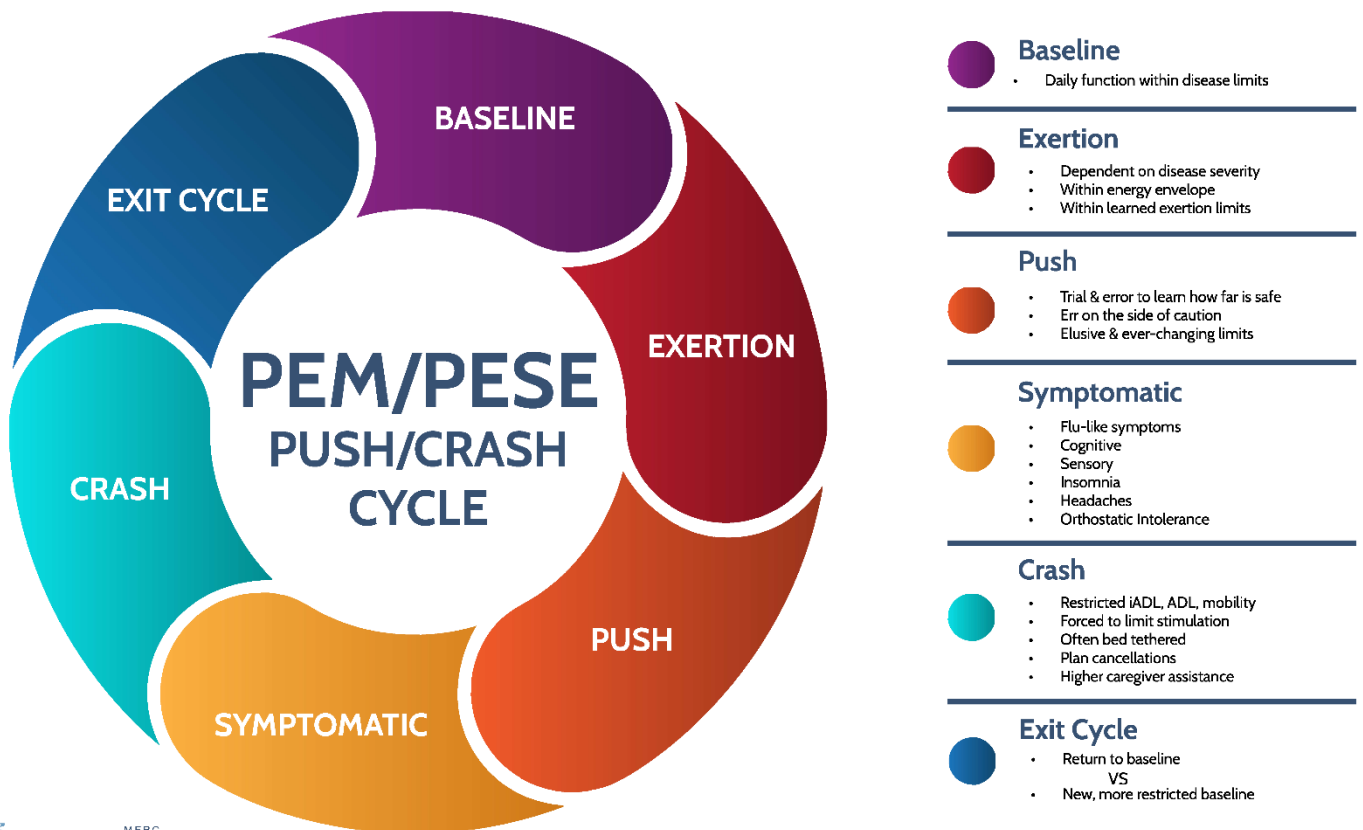 BASELINE
EXIT CYCLE
EXERTION
PEM/PESE
PUSH/CRASH
CYCLE
CRASH
PUSH
SYMPTOMATIC
Baseline
• Daily function within disease limits
Exertion
• Dependent on disease severity
• Within energy envelope
• Within learned exertion limits
Push
• Trial & error to learn how far is safe
• Err on the side of caution
• Elusive & ever-changing limits
Symptomatic
• Flu-like symptoms
• Cognitive
• Sensory
• Insomnia
• Headaches
• Orthostatic Intolerance
Crash
• Restricted iADL, ADL, mobility
• Forced to limit stimulation
• Often bed tethered
• Plan cancellations
• Higher caregiver assistance
Exit Cycle
• Return to baseline
VS
• New, more restricted baseline